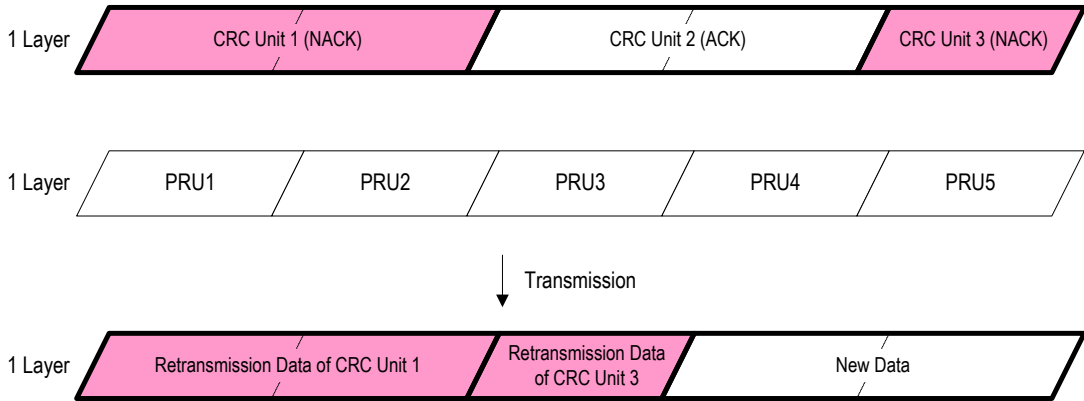 1 Layer
CRC Unit 1 (NACK)
CRC Unit 2 (ACK)
CRC Unit 3 (NACK)
1 Layer
PRU1
PRU2
PRU3
PRU4
PRU5
Transmission
1 Layer
Retransmission Data of CRC Unit 1
Retransmission Data
of CRC Unit 3
New Data